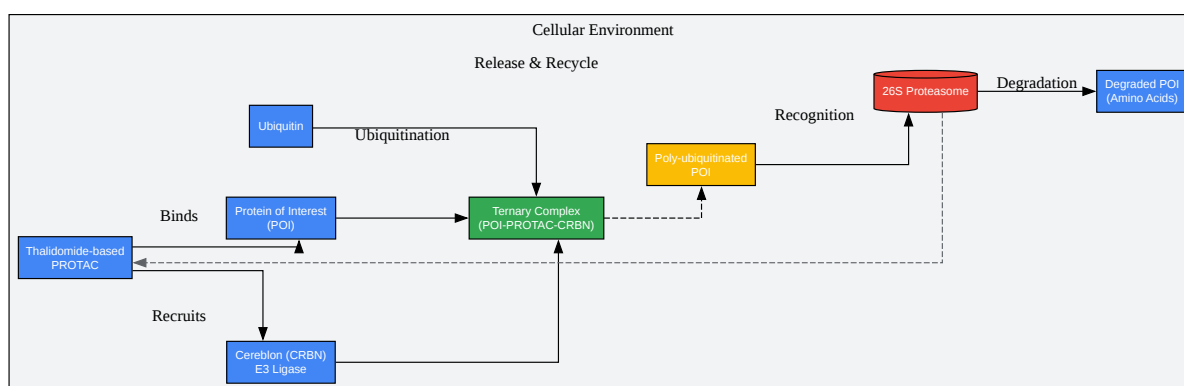 Cellular Environment
Release & Recycle
26S Proteasome
Degradation
Degraded POI
(Amino Acids)
Ubiquitin
Ubiquitination
Recognition
Poly-ubiquitinated
POI
Binds
Protein of Interest
(POI)
Ternary Complex
(POI-PROTAC-CRBN)
Thalidomide-based
PROTAC
Recruits
Cereblon (CRBN)
E3 Ligase